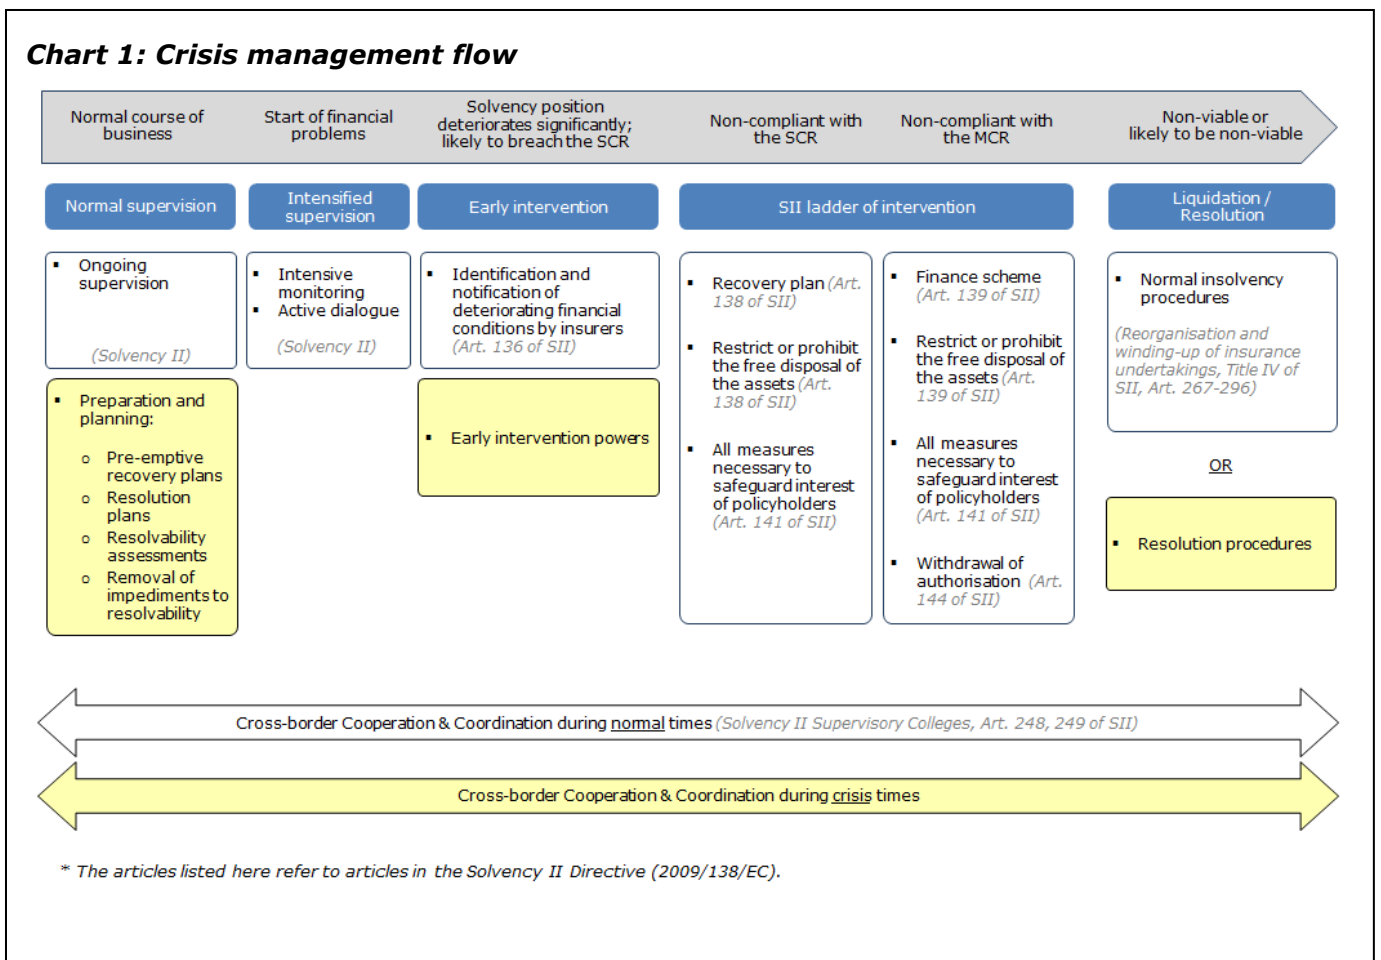 Chart 1: Crisis management flow
Normal course of
business
Start of financial
problems
Solvency position
deteriorates significantly;
likely to breach the SCR
Non-compliant with
the SCR
Non-compliant with
the MCR
Non-viable or
likely to be non-viable
Normal supervision
Intensified
supervision
Early intervention
SII ladder of intervention
Liquidation /
Resolution
▪ Ongoing
supervision
(Solvency II)
▪ Preparation and
planning:
o Pre-emptive
recovery plans
o Resolution
plans
o Resolvability
assessments
o Removal of
impediments to
resolvability
▪ Intensive
monitoring
▪ Active dialogue
(Solvency II)
▪ Identification and
notification of
deteriorating financial
conditions by insurers
(Art. 136 of SII)
▪ Early intervention powers
▪ Recovery plan (Art.
138 of SII)
▪ Restrict or prohibit
the free disposal of
the assets (Art.
138 of SII)
▪ All measures
necessary to
safeguard interest
of policyholders
(Art. 141 of SII)
▪ Finance scheme
(Art. 139 of SII)
▪ Restrict or prohibit
the free disposal of
the assets (Art.
139 of SII)
▪ All measures
necessary to
safeguard interest
of policyholders
(Art. 141 of SII)
▪ Withdrawal of
authorisation (Art.
144 of SII)
▪ Normal insolvency
procedures
(Reorganisation and
winding-up of insurance
undertakings, Title IV of
SII, Art. 267-296)
OR
▪ Resolution procedures
Cross-border Cooperation & Coordination during normal times (Solvency II Supervisory Colleges, Art. 248, 249 of SII)
Cross-border Cooperation & Coordination during crisis times
* The articles listed here refer to articles in the Solvency II Directive (2009/138/EC).